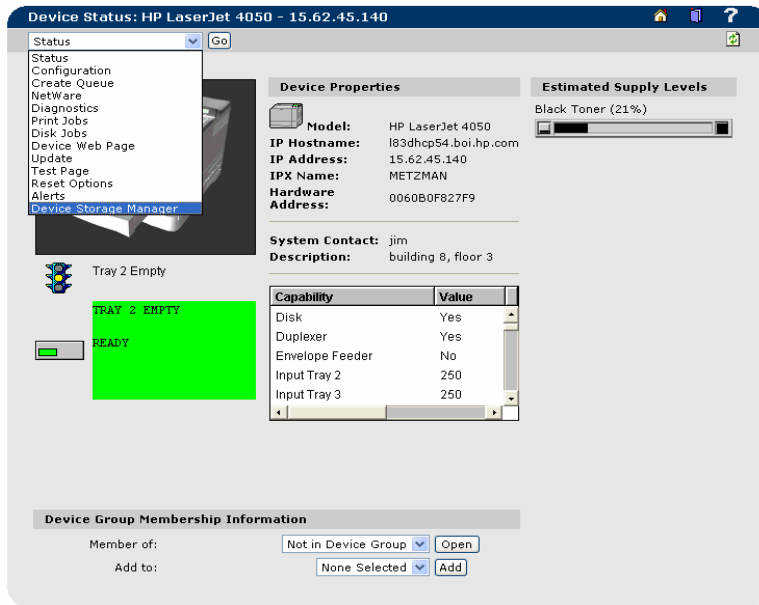 Device Status: HP LaserJet 4050 - 15.62.45.140
?
Status
Go
Status
Configuration
Create Queue
NetWare
Diagnostics
Print Jobs
Disk Jobs
Device Web Page
Update
Test Page
Reset Options
Alerts
Device Storage Manager
Tray 2 Empty
TRAY 2 EMPTY
READY
Device Properties
Model: HP LaserJet 4050
IP Hostname: l83dhcp54.boi.hp.com
IP Address: 15.62.45.140
IPX Name: METZMAN
Hardware Address: 0060B0F827F9
System Contact: jim
Description: building 8, floor 3
Capability Value
Disk Yes
Duplexer Yes
Envelope Feeder No
Input Tray 2 250
Input Tray 3 250
Estimated Supply Levels
Black Toner (21%)
Device Group Membership Information
Member of: Not in Device Group Open
Add to: None Selected Add